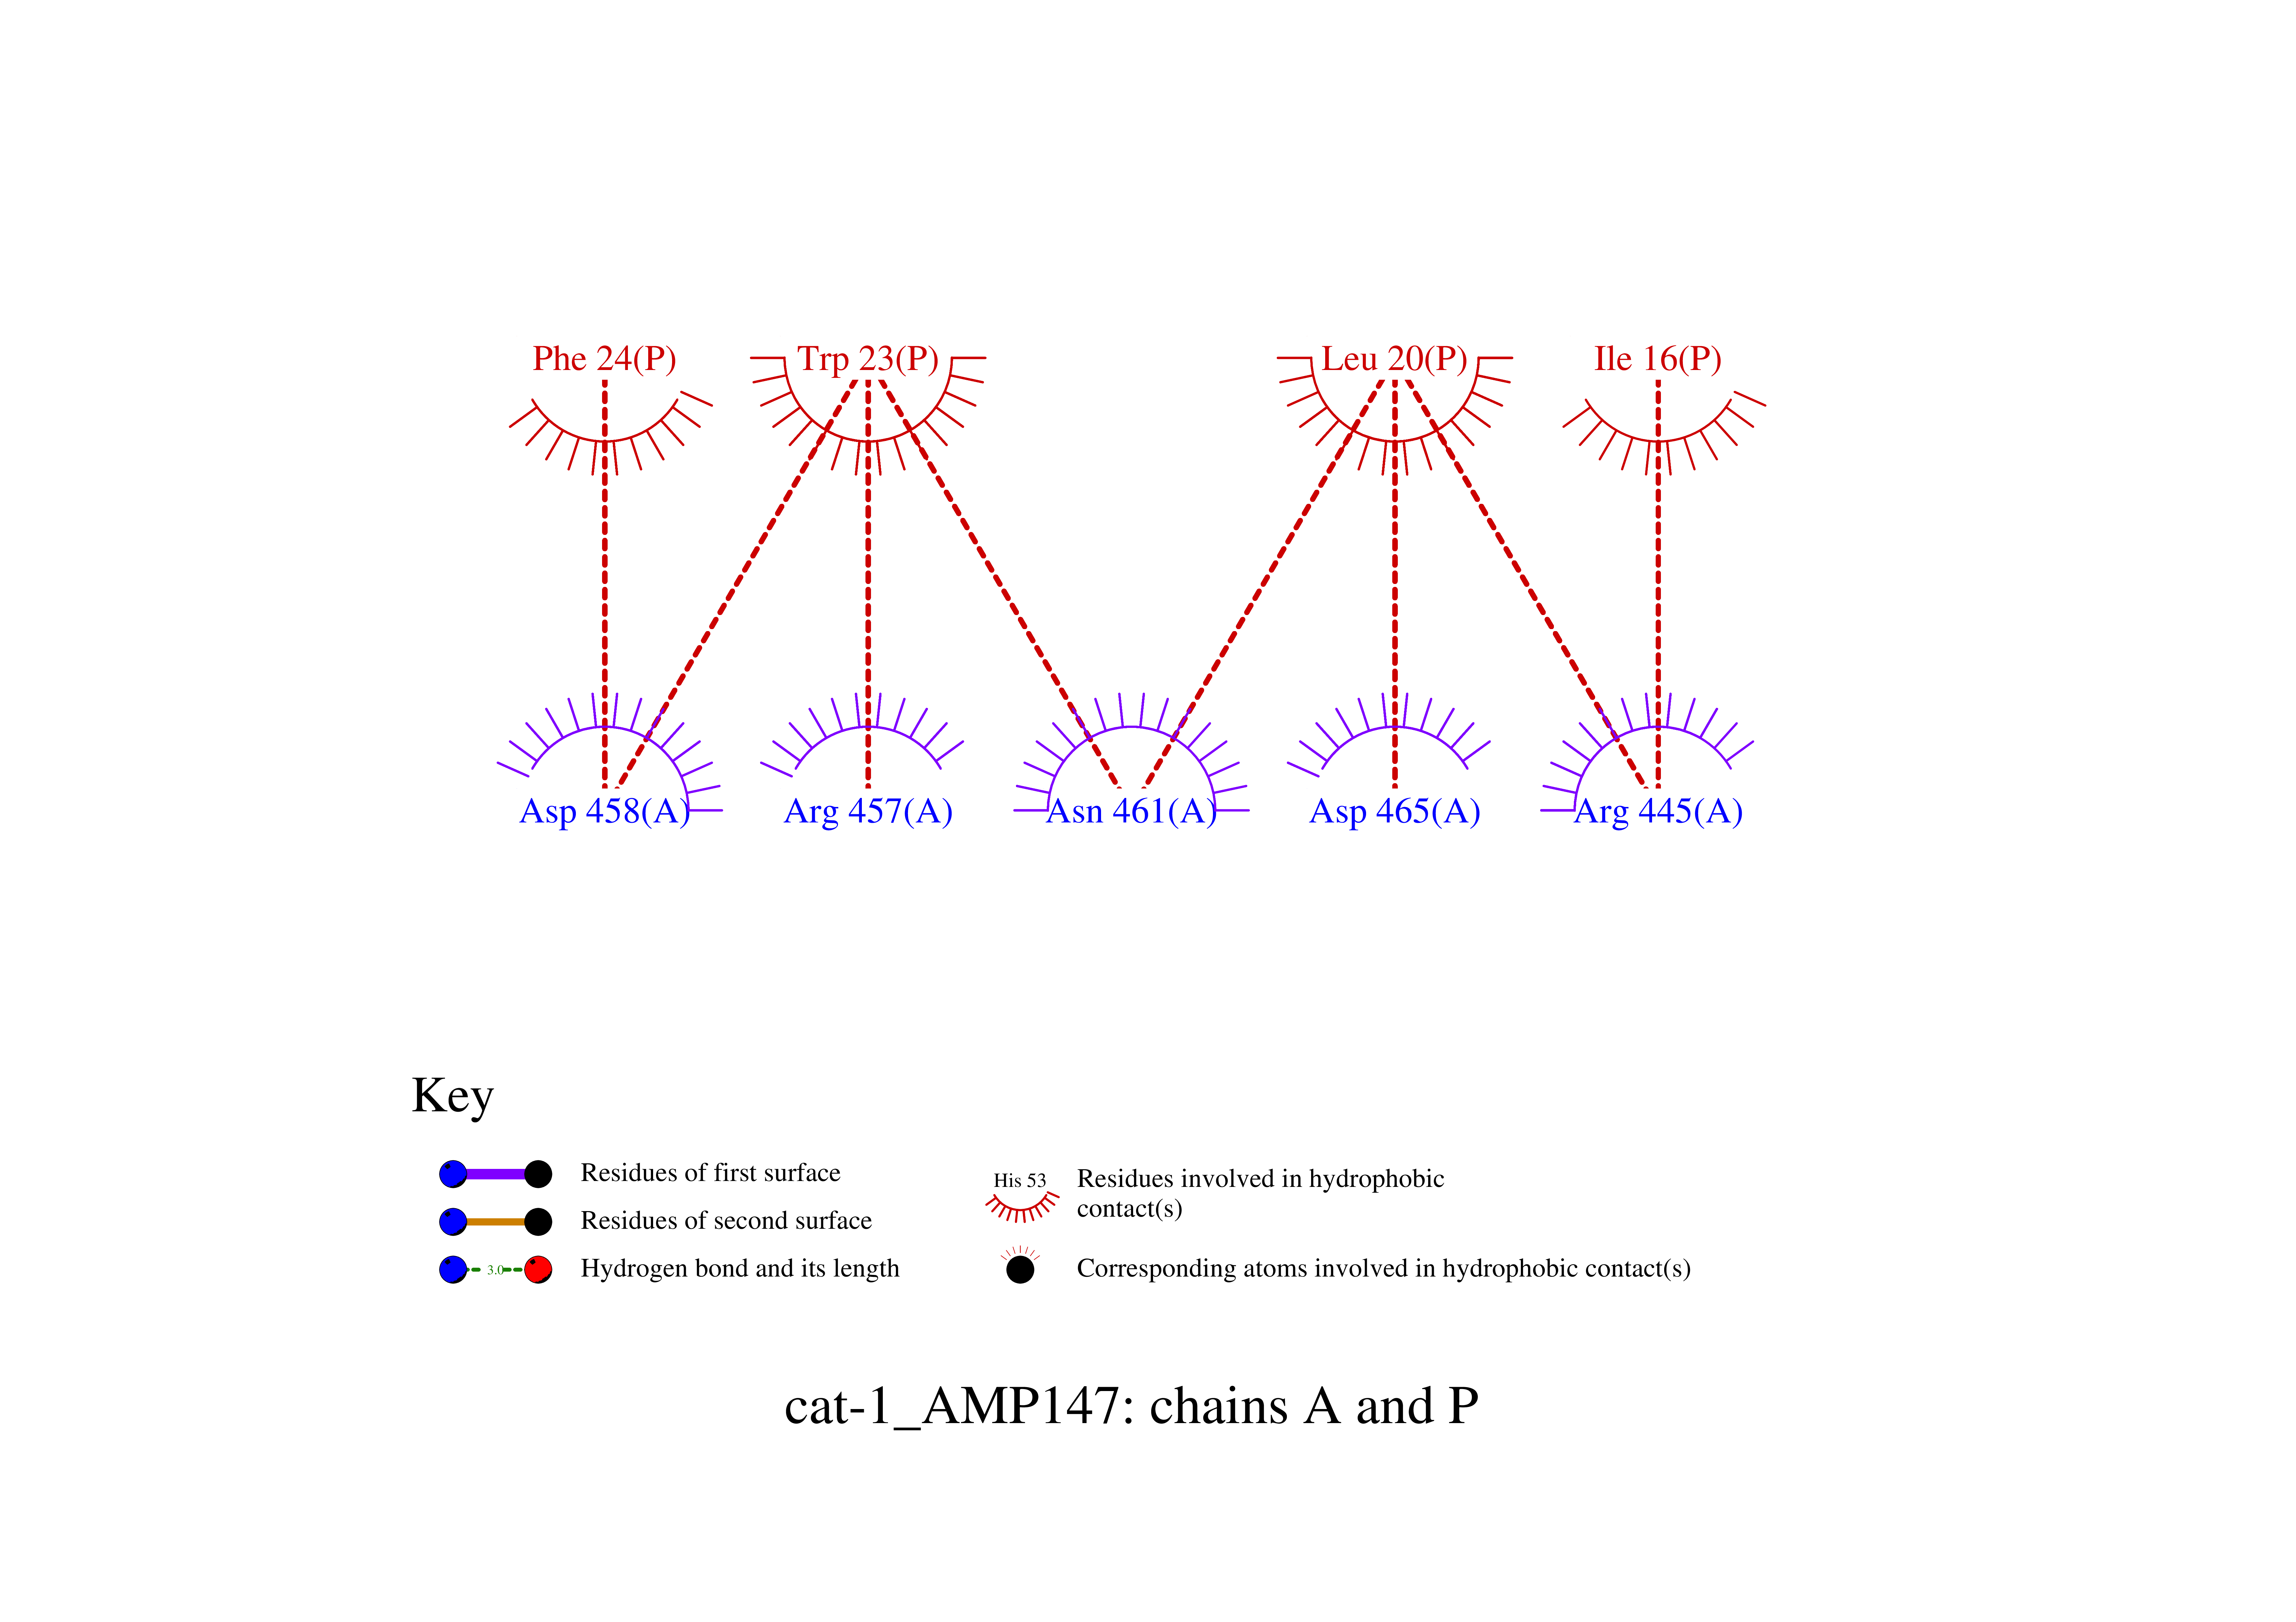 Phe 24(P) Trp 23(P) Leu 20(P) Ile 16(P)
Asp 458(A) Arg 457(A) Asn 461(A) Asp 465(A) Arg 445(A)
Key
Residues of first surface
Residues of second surface
3.0 Hydrogen bond and its length
His 53
Residues involved in hydrophobic
contact(s)
Corresponding atoms involved in hydrophobic contact(s)
cat-1_AMP147: chains A and P